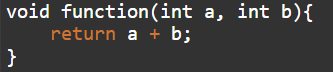 void function(int a, int b){
    return a + b;
}